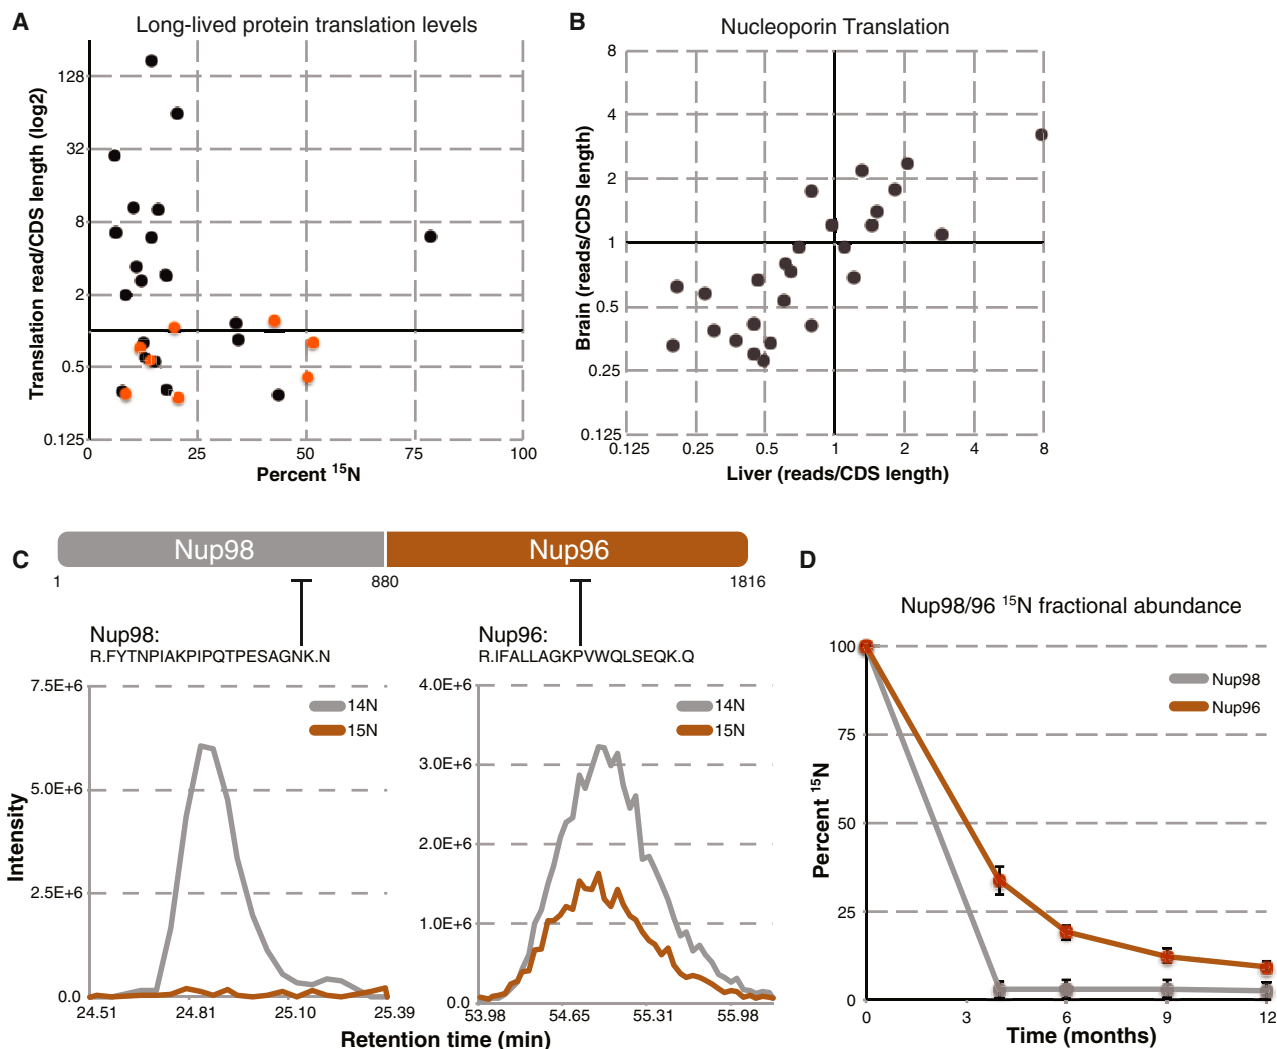 A
Long-lived protein translation levels
Translation read/CDS length (log2)
128
32
8
2
0.5
0.125
0
25
50
75
100
Percent ¹⁵N
B
Nucleoporin Translation
Brain (reads/CDS length)
8
4
2
1
0.5
0.25
0.125
0.125
0.25
0.5
1
2
4
8
Liver (reads/CDS length)
C
Nup98
Nup96
1
880
1816
Nup98:
R.FYTNPIAKPIPQTPESAGNK.N
Nup96:
R.IFALLAGKPVWQLSEQK.Q
Intensity
7.5E+6
5.0E+6
2.5E+6
0.0
14N
15N
24.51
24.81
25.10
25.39
4.0E+6
3.0E+6
2.0E+6
1.0E+6
0.0
14N
15N
53.98
54.65
55.31
55.98
Retention time (min)
D
Nup98/96 ¹⁵N fractional abundance
Percent ¹⁵N
100
75
50
25
0
Nup98
Nup96
0
3
6
9
12
Time (months)